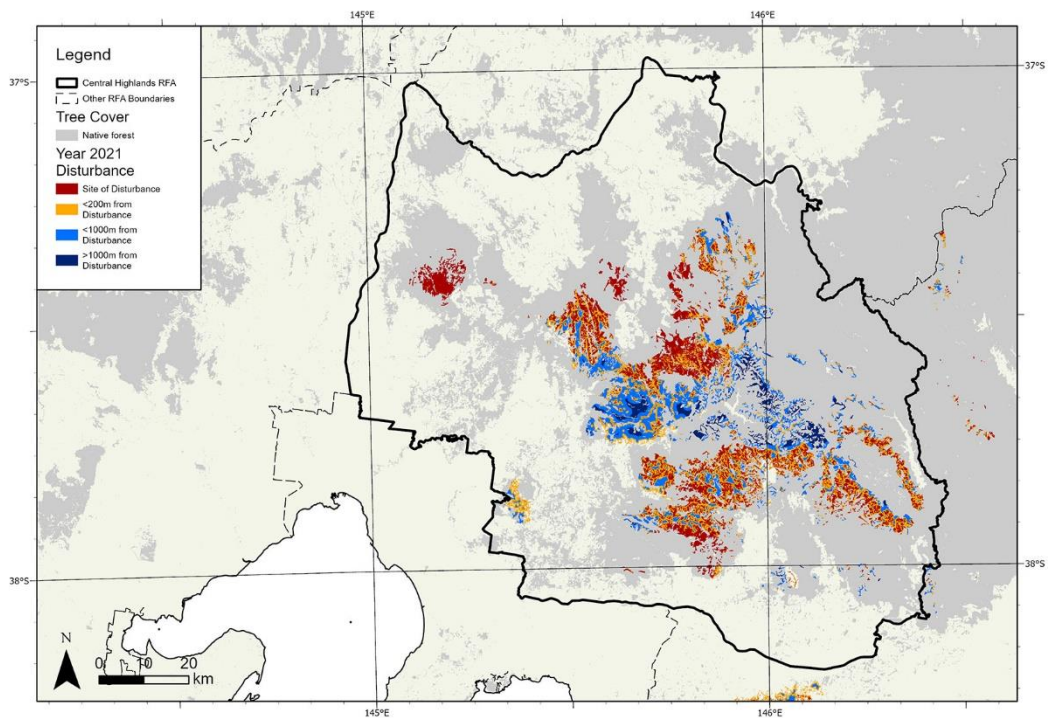 145°E
146°E
37°S
37°S
Legend
Central Highlands RFA
Other RFA Boundaries
Tree Cover
Native forest
Year 2021
Disturbance
Site of Disturbance
<200m from
Disturbance
<1000m from
Disturbance
>1000m from
Disturbance
38°S
38°S
N
0 10 20
km
145°E
146°E